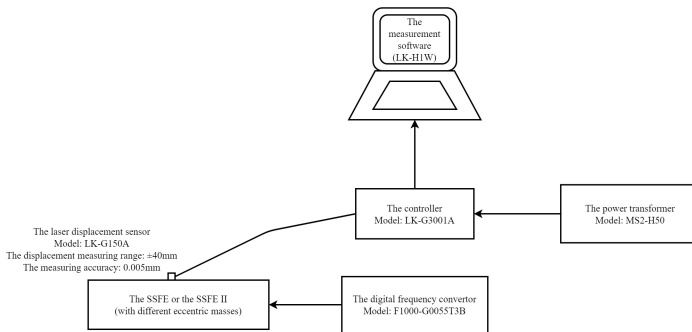 The
measurement
software
(LK-H1W)
The controller
Model: LK-G3001A
The power transformer
Model: MS2-H50
The laser displacement sensor
Model: LK-G150A
The displacement measuring range: ±40mm
The measuring accuracy: 0.005mm
The SSFE or the SSFE II
(with different eccentric masses)
The digital frequency convertor
Model: F1000-G0055T3B